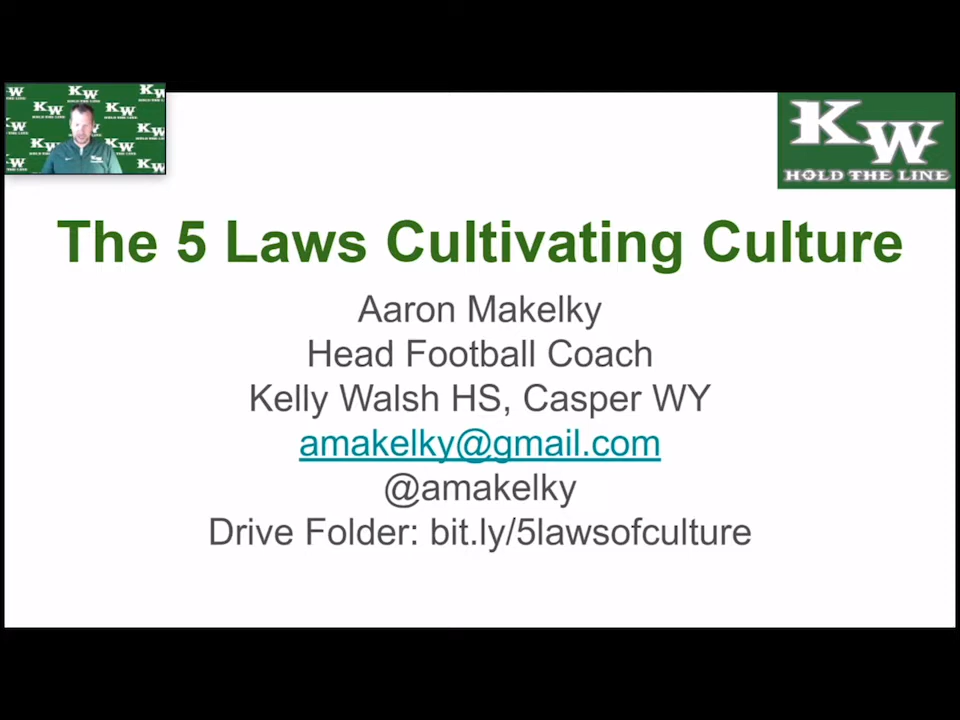 KW
HOLD THE LINE
The 5 Laws Cultivating Culture
Aaron Makelky
Head Football Coach
Kelly Walsh HS, Casper WY
amakelky@gmail.com
@amakelky
Drive Folder: bit.ly/5lawsofculture